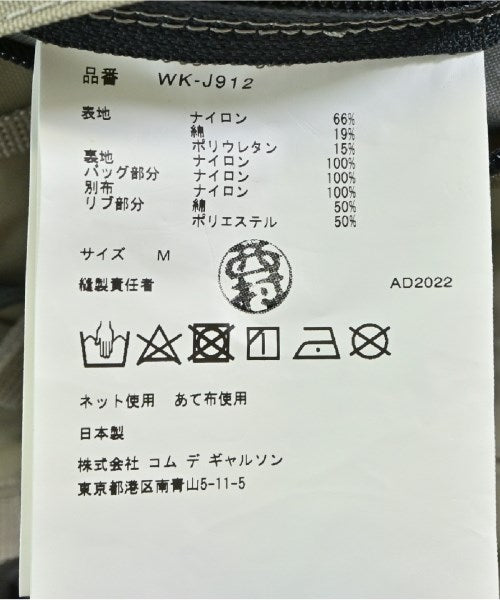 品番 WK-J912
表地 ナイロン 66%
綿 19%
ポリウレタン 15%
裏地 ナイロン 100%
バッグ部分 ナイロン 100%
別布 ナイロン 100%
リブ部分 綿 50%
ポリエステル 50%
サイズ M
縫製責任者
AD2022
ネット使用 あて布使用
日本製
株式会社 コム デ ギャルソン
東京都港区南青山5-11-5